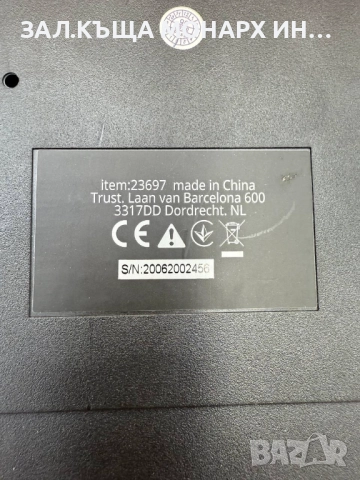 ЗАЛ.КЪЩА МОНАРХ ИН...
item:23697 made in China
Trust. Laan van Barcelona 600
3317DD Dordrecht. NL
CE
S/N:20062002456
BAZAR